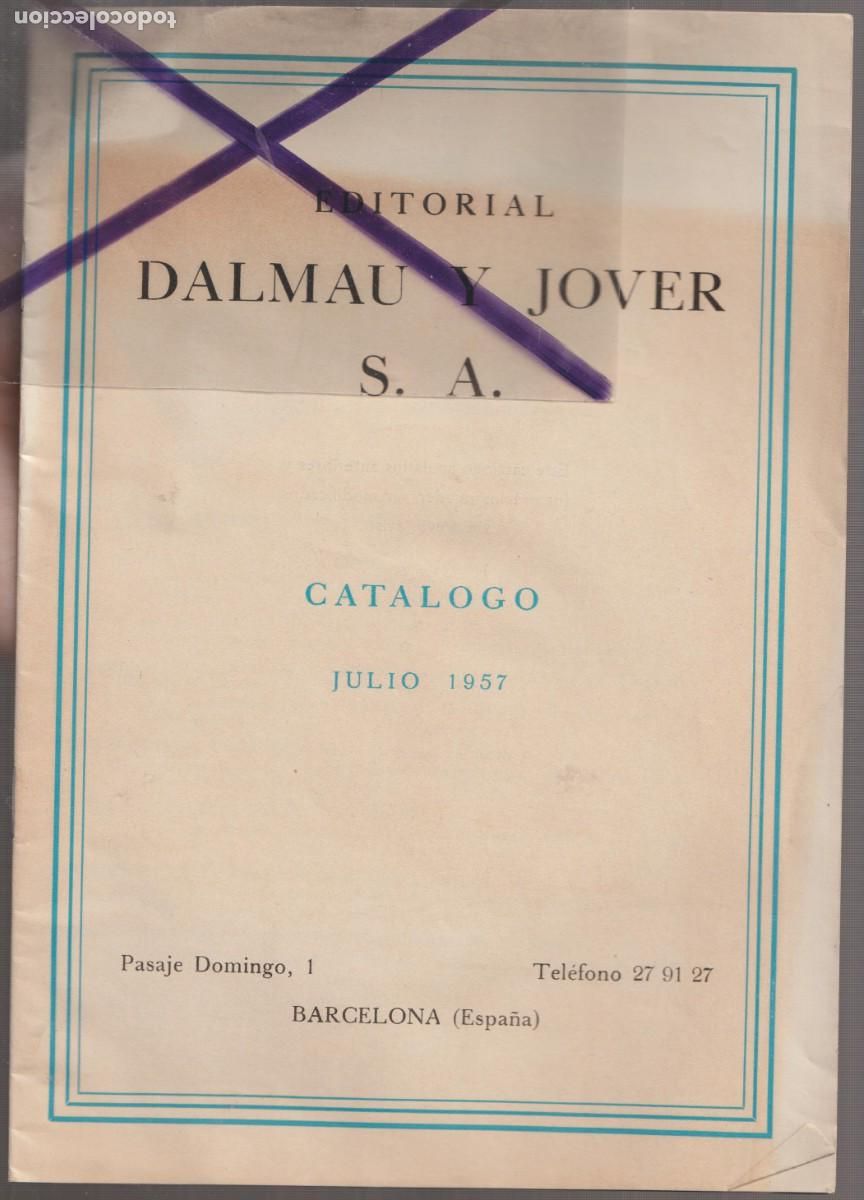 todocoleccion
EDITORIAL
DALMAU Y JOVER
S. A.
CATALOGO
JULIO 1957
Pasaje Domingo, 1
Teléfono 27 91 27
BARCELONA (España)